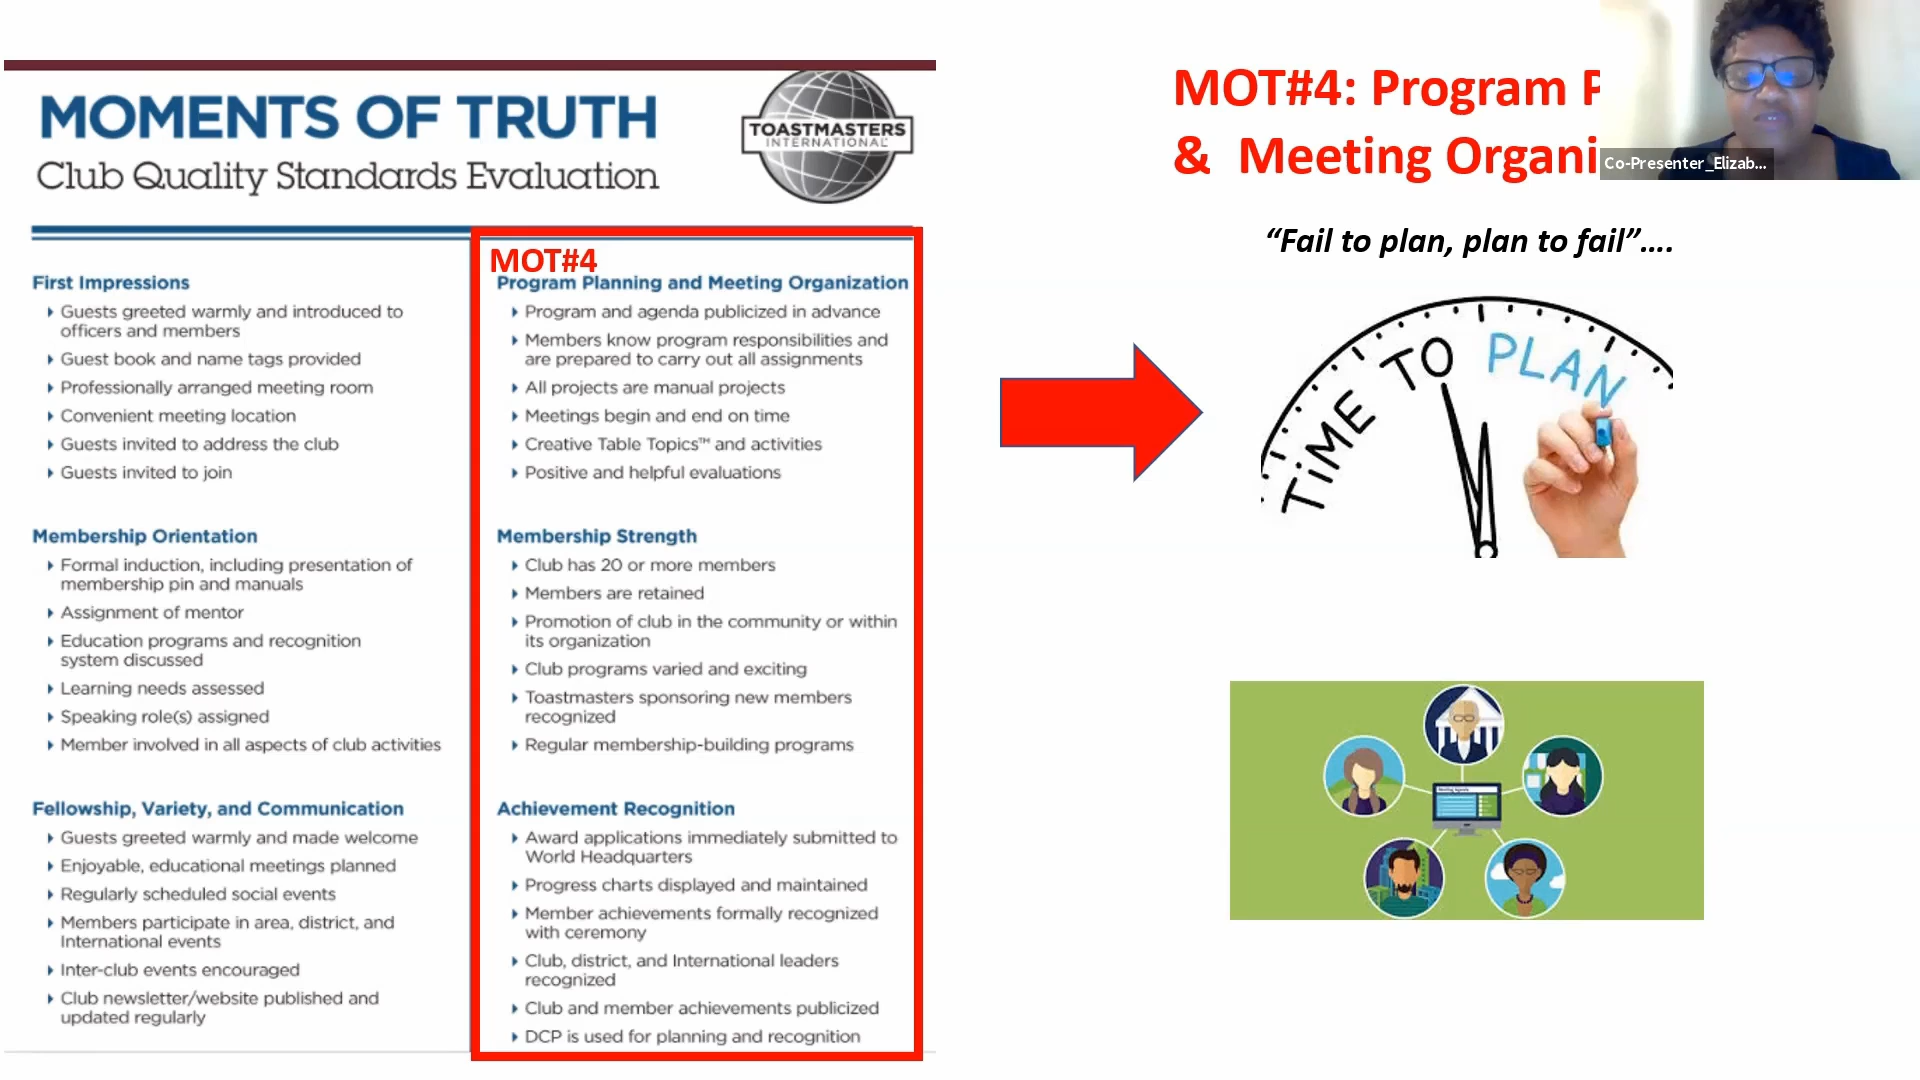 MOMENTS OF TRUTH
Club Quality Standards Evaluation
TOASTMASTERS
INTERNATIONAL
First Impressions
Guests greeted warmly and introduced to
officers and members
Guest book and name tags provided
Professionally arranged meeting room
Convenient meeting location
Guests invited to address the club
Guests invited to join
Membership Orientation
Formal induction, including presentation of
membership pin and manuals
Assignment of mentor
Education programs and recognition
system discussed
Learning needs assessed
Speaking role(s) assigned
Member involved in all aspects of club activities
Fellowship, Variety, and Communication
Guests greeted warmly and made welcome
Enjoyable, educational meetings planned
Regularly scheduled social events
Members participate in area, district, and
International events
Inter-club events encouraged
Club newsletter/website published and
updated regularly
MOT#4
Program Planning and Meeting Organization
Program and agenda publicized in advance
Members know program responsibilities and
are prepared to carry out all assignments
All projects are manual projects
Meetings begin and end on time
Creative Table Topics™ and activities
Positive and helpful evaluations
Membership Strength
Club has 20 or more members
Members are retained
Promotion of club in the community or within
its organization
Club programs varied and exciting
Toastmasters sponsoring new members
recognized
Regular membership-building programs
Achievement Recognition
Award applications immediately submitted to
World Headquarters
Progress charts displayed and maintained
Member achievements formally recognized
with ceremony
Club, district, and International leaders
recognized
Club and member achievements publicized
DCP is used for planning and recognition
MOT#4: Program P
& Meeting Organi
Co-Presenter_Elizab...
“Fail to plan, plan to fail”....
TiME TO PLAN